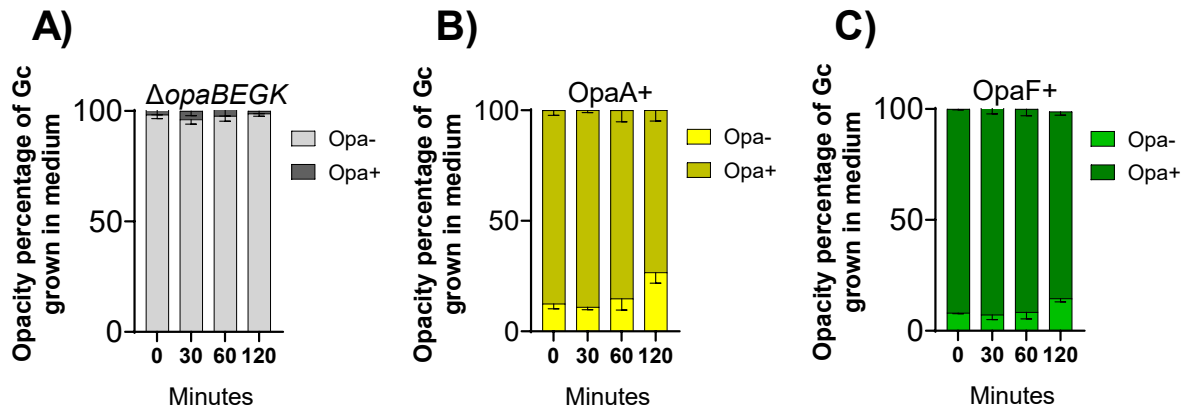 A)
Opacity percentage of Gc
grown in medium
ΔopaBEGK
100
50
0
0 30 60 120
Minutes
Opa-
Opa+
B)
Opacity percentage of Gc
grown in medium
OpaA+
100
50
0
0 30 60 120
Minutes
Opa-
Opa+
C)
Opacity percentage of Gc
grown in medium
OpaF+
100
50
0
0 30 60 120
Minutes
Opa-
Opa+